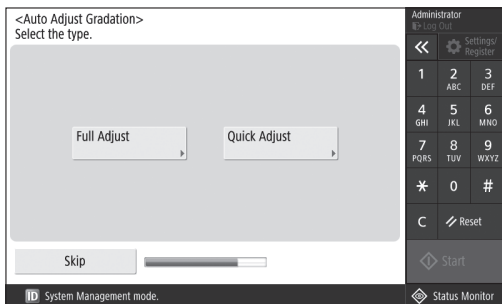 <Auto Adjust Gradation>
Select the type.
Full Adjust
Quick Adjust
Skip
ID System Management mode.
Administrator
Log Out
Settings/
Register
1
2
ABC
3
DEF
4
GHI
5
JKL
6
MNO
7
PQRS
8
TUV
9
WXYZ
0
#
C
Reset
Start
Status Monitor